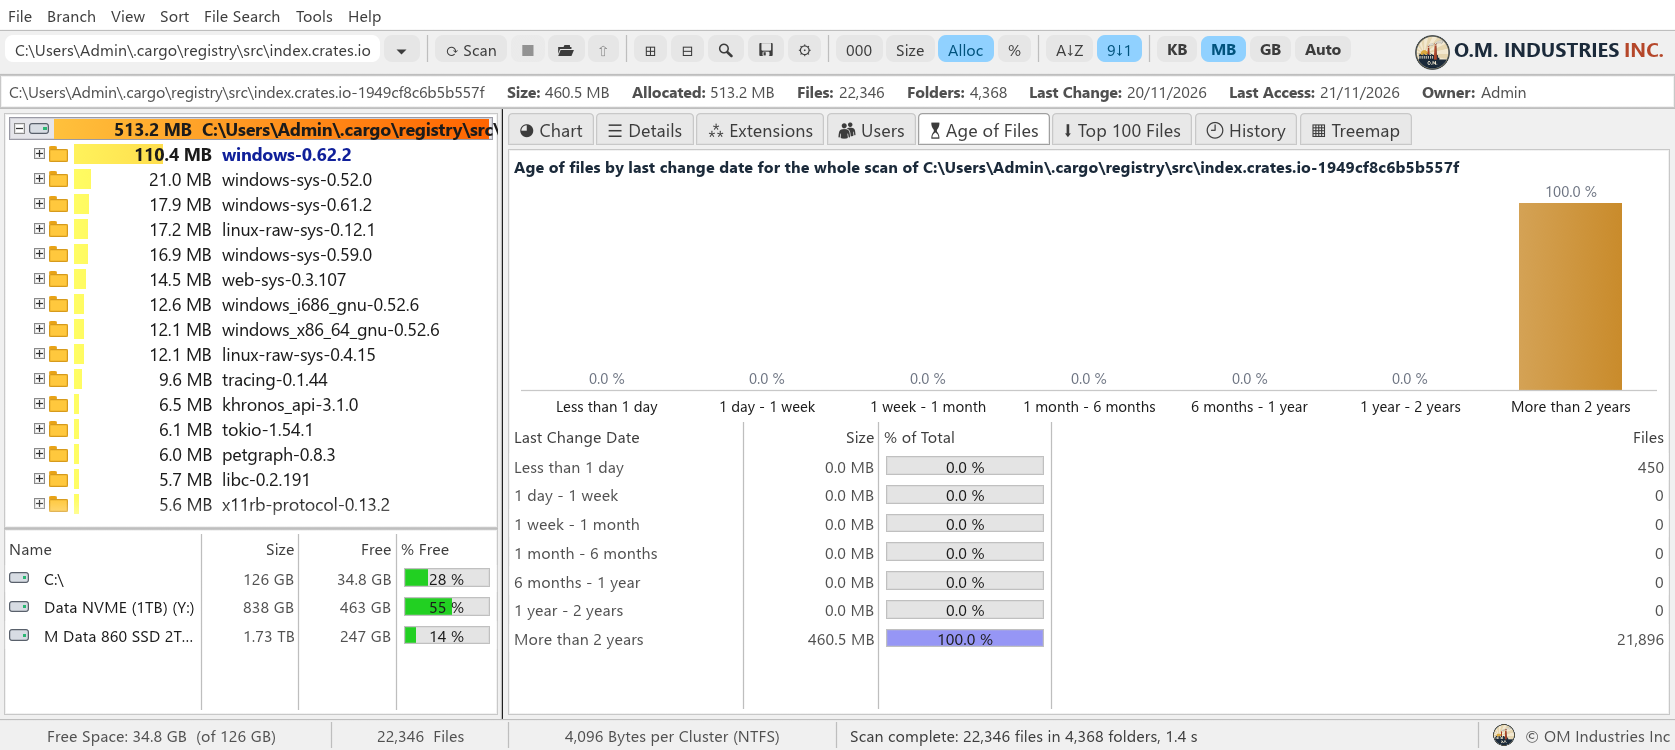 File Branch View Sort File Search Tools Help
C:\Users\Admin\.cargo\registry\src\index.crates.io Scan 000 Size Alloc % A↓Z 9↓1 KB MB GB Auto O.M. INDUSTRIES INC.
C:\Users\Admin\.cargo\registry\src\index.crates.io-1949cf8c6b5b557f Size: 460.5 MB Allocated: 513.2 MB Files: 22,346 Folders: 4,368 Last Change: 20/11/2026 Last Access: 21/11/2026 Owner: Admin
513.2 MB C:\Users\Admin\.cargo\registry\src\
110.4 MB windows-0.62.2
21.0 MB windows-sys-0.52.0
17.9 MB windows-sys-0.61.2
17.2 MB linux-raw-sys-0.12.1
16.9 MB windows-sys-0.59.0
14.5 MB web-sys-0.3.107
12.6 MB windows_i686_gnu-0.52.6
12.1 MB windows_x86_64_gnu-0.52.6
12.1 MB linux-raw-sys-0.4.15
9.6 MB tracing-0.1.44
6.5 MB khronos_api-3.1.0
6.1 MB tokio-1.54.1
6.0 MB petgraph-0.8.3
5.7 MB libc-0.2.191
5.6 MB x11rb-protocol-0.13.2
Name Size Free % Free
C:\ 126 GB 34.8 GB 28 %
Data NVME (1TB) (Y:) 838 GB 463 GB 55 %
M Data 860 SSD 2T... 1.73 TB 247 GB 14 %
Chart Details Extensions Users Age of Files Top 100 Files History Treemap
Age of files by last change date for the whole scan of C:\Users\Admin\.cargo\registry\src\index.crates.io-1949cf8c6b5b557f
100.0 %
0.0 % 0.0 % 0.0 % 0.0 % 0.0 % 0.0 %
Less than 1 day 1 day - 1 week 1 week - 1 month 1 month - 6 months 6 months - 1 year 1 year - 2 years More than 2 years
Last Change Date Size % of Total Files
Less than 1 day 0.0 MB 0.0 % 450
1 day - 1 week 0.0 MB 0.0 % 0
1 week - 1 month 0.0 MB 0.0 % 0
1 month - 6 months 0.0 MB 0.0 % 0
6 months - 1 year 0.0 MB 0.0 % 0
1 year - 2 years 0.0 MB 0.0 % 0
More than 2 years 460.5 MB 100.0 % 21,896
Free Space: 34.8 GB (of 126 GB) 22,346 Files 4,096 Bytes per Cluster (NTFS) Scan complete: 22,346 files in 4,368 folders, 1.4 s © OM Industries Inc